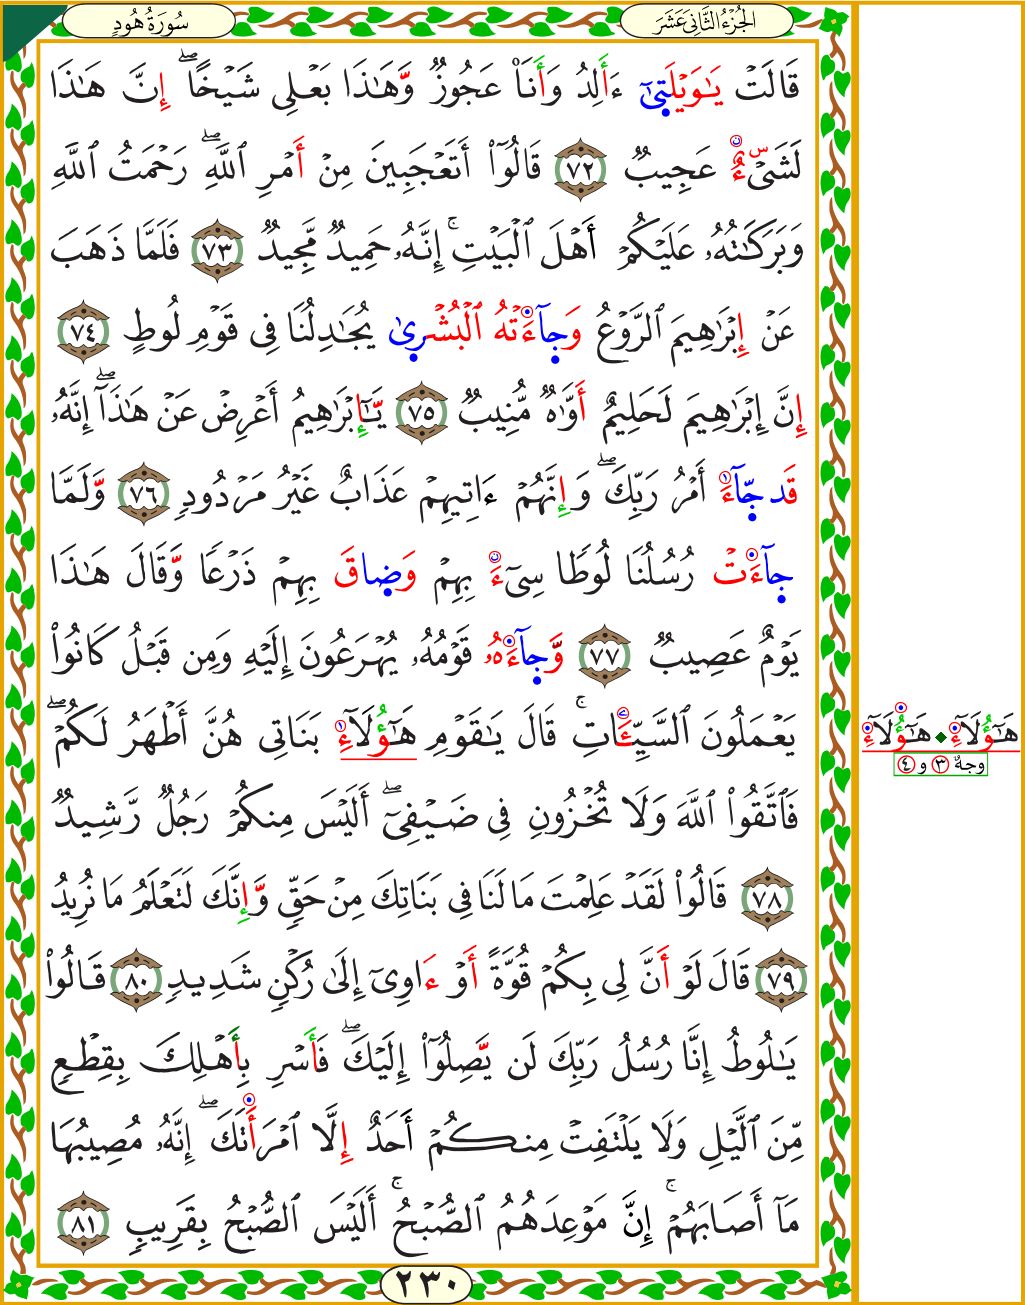 سُورَةُ هُودٍ
الجُزْءُ الثَّانِى عَشَرَ
قَالَتْ يَٰوَيْلَتِىٰٓ ءَأَلِدُ وَأَنَا۠ عَجُوزٌ وَّهَٰذَا بَعْلِى شَيْخًا ۖ إِنَّ هَٰذَا
لَشَىْءٌ عَجِيبٌ ٧٢ قَالُوٓا۟ أَتَعْجَبِينَ مِنْ أَمْرِ ٱللَّهِ ۖ رَحْمَتُ ٱللَّهِ
وَبَرَكَٰتُهُۥ عَلَيْكُمْ أَهْلَ ٱلْبَيْتِ ۚ إِنَّهُۥ حَمِيدٌ مَّجِيدٌ ٧٣ فَلَمَّا ذَهَبَ
عَنْ إِبْرَٰهِيمَ ٱلرَّوْعُ وَجِآءَتْهُ ٱلْبُشْرِىٰ يُجَٰدِلُنَا فِى قَوْمِ لُوطٍ ٧٤
إِنَّ إِبْرَٰهِيمَ لَحَلِيمٌ أَوَّٰهٌ مُّنِيبٌ ٧٥ يَّٰٓإِبْرَٰهِيمُ أَعْرِضْ عَنْ هَٰذَآ ۖ إِنَّهُۥ
قَد جِّآءَ أَمْرُ رَبِّكَ ۖ وَإِنَّهُمْ ءَاتِيهِمْ عَذَابٌ غَيْرُ مَرْدُودٍ ٧٦ وَّلَمَّا
جِآءَتْ رُسُلُنَا لُوطًا سِىٓءَ بِهِمْ وَضِاقَ بِهِمْ ذَرْعًا وَّقَالَ هَٰذَا
يَوْمٌ عَصِيبٌ ٧٧ وَّجِآءَهُۥ قَوْمُهُۥ يُهْرَعُونَ إِلَيْهِ وَمِن قَبْلُ كَانُوا۟
يَعْمَلُونَ ٱلسَّيِّـَٔاتِ ۚ قَالَ يَٰقَوْمِ هَٰٓؤُلَآءِ بَنَاتِى هُنَّ أَطْهَرُ لَكُمْ ۖ
فَٱتَّقُوا۟ ٱللَّهَ وَلَا تُخْزُونِ فِى ضَيْفِىٓ ۖ أَلَيْسَ مِنكُمْ رَجُلٌ رَّشِيدٌ
٧٨ قَالُوا۟ لَقَدْ عَلِمْتَ مَا لَنَا فِى بَنَاتِكَ مِنْ حَقٍّ وَّإِنَّكَ لَتَعْلَمُ مَا نُرِيدُ
٧٩ قَالَ لَوْ أَنَّ لِى بِكُمْ قُوَّةً أَوْ ءَاوِىٓ إِلَىٰ رُكْنٍ شَدِيدٍ ٨٠ قَالُوا۟
يَٰلُوطُ إِنَّا رُسُلُ رَبِّكَ لَن يَّصِلُوٓا۟ إِلَيْكَ ۖ فَأَسْرِ بِأَهْلِكَ بِقِطْعٍ
مِّنَ ٱلَّيْلِ وَلَا يَلْتَفِتْ مِنكُمْ أَحَدٌ إِلَّا ٱمْرَأَتَكَ ۖ إِنَّهُۥ مُصِيبُهَا
مَآ أَصَابَهُمْ ۚ إِنَّ مَوْعِدَهُمُ ٱلصُّبْحُ ۚ أَلَيْسَ ٱلصُّبْحُ بِقَرِيبٍ ٨١
هَٰٓؤُلَآءِ ◆ هَٰٓؤُلَآءِ
وجهٌ ٣ و ٤
٢٣٠